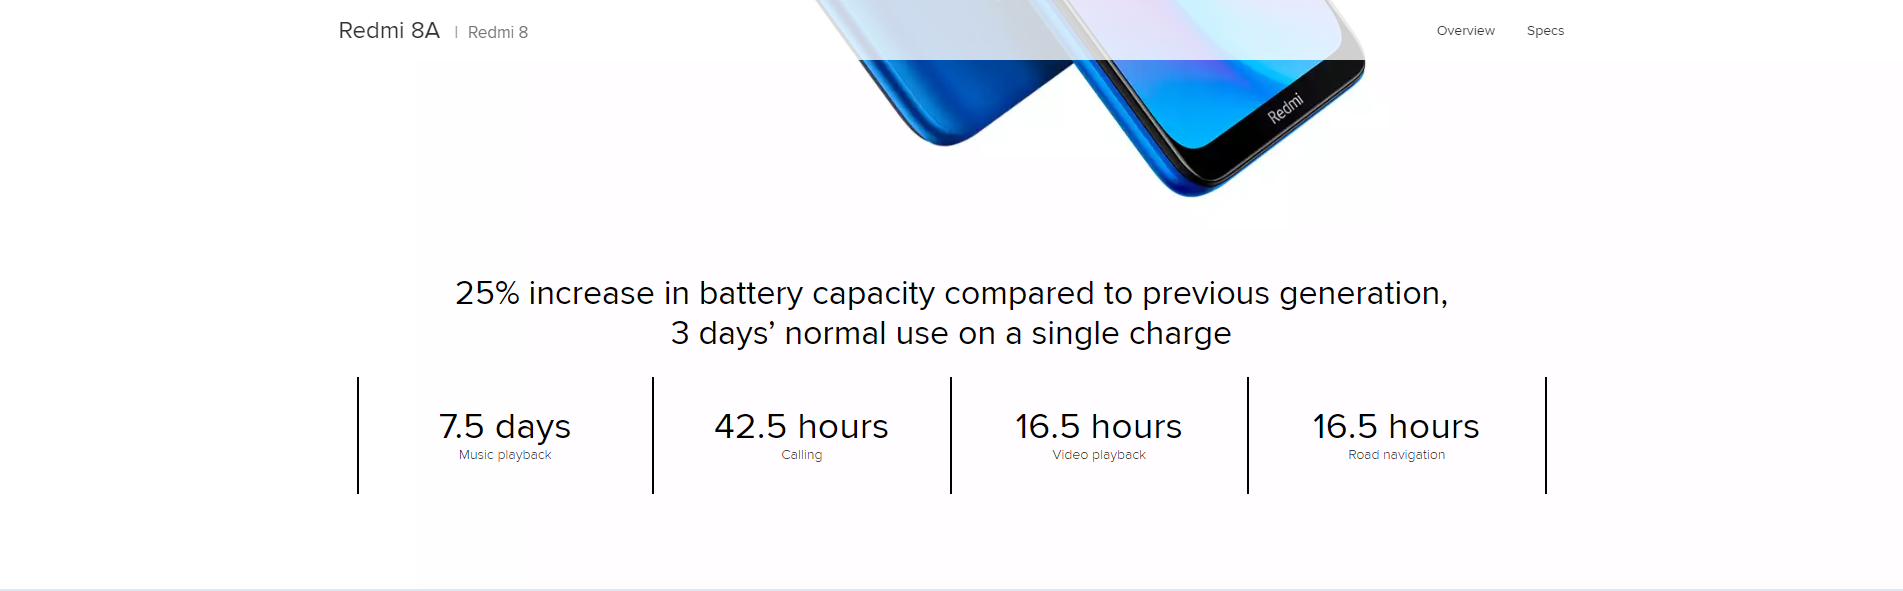 Redmi 8A | Redmi 8
Overview Specs
Redmi
25% increase in battery capacity compared to previous generation,
3 days’ normal use on a single charge
7.5 days
Music playback
42.5 hours
Calling
16.5 hours
Video playback
16.5 hours
Road navigation